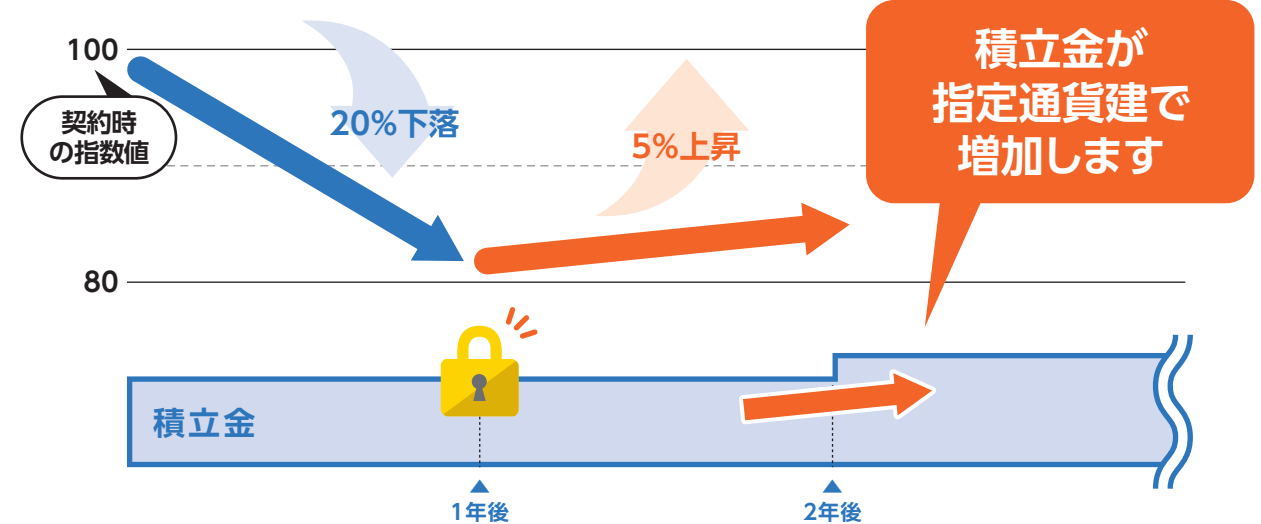 100
契約時
の指数値
20%下落
5%上昇
積立金が
指定通貨建で
増加します
80
積立金
1年後
2年後